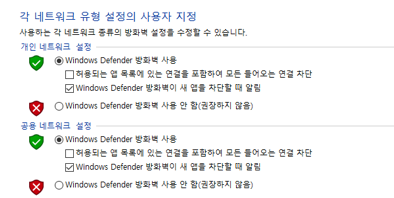 각 네트워크 유형 설정의 사용자 지정
사용하는 각 네트워크 종류의 방화벽 설정을 수정할 수 있습니다.
개인 네트워크 설정
Windows Defender 방화벽 사용
허용되는 앱 목록에 있는 연결을 포함하여 모든 들어오는 연결 차단
Windows Defender 방화벽이 새 앱을 차단할 때 알림
Windows Defender 방화벽 사용 안 함(권장하지 않음)
공용 네트워크 설정
Windows Defender 방화벽 사용
허용되는 앱 목록에 있는 연결을 포함하여 모든 들어오는 연결 차단
Windows Defender 방화벽이 새 앱을 차단할 때 알림
Windows Defender 방화벽 사용 안 함(권장하지 않음)